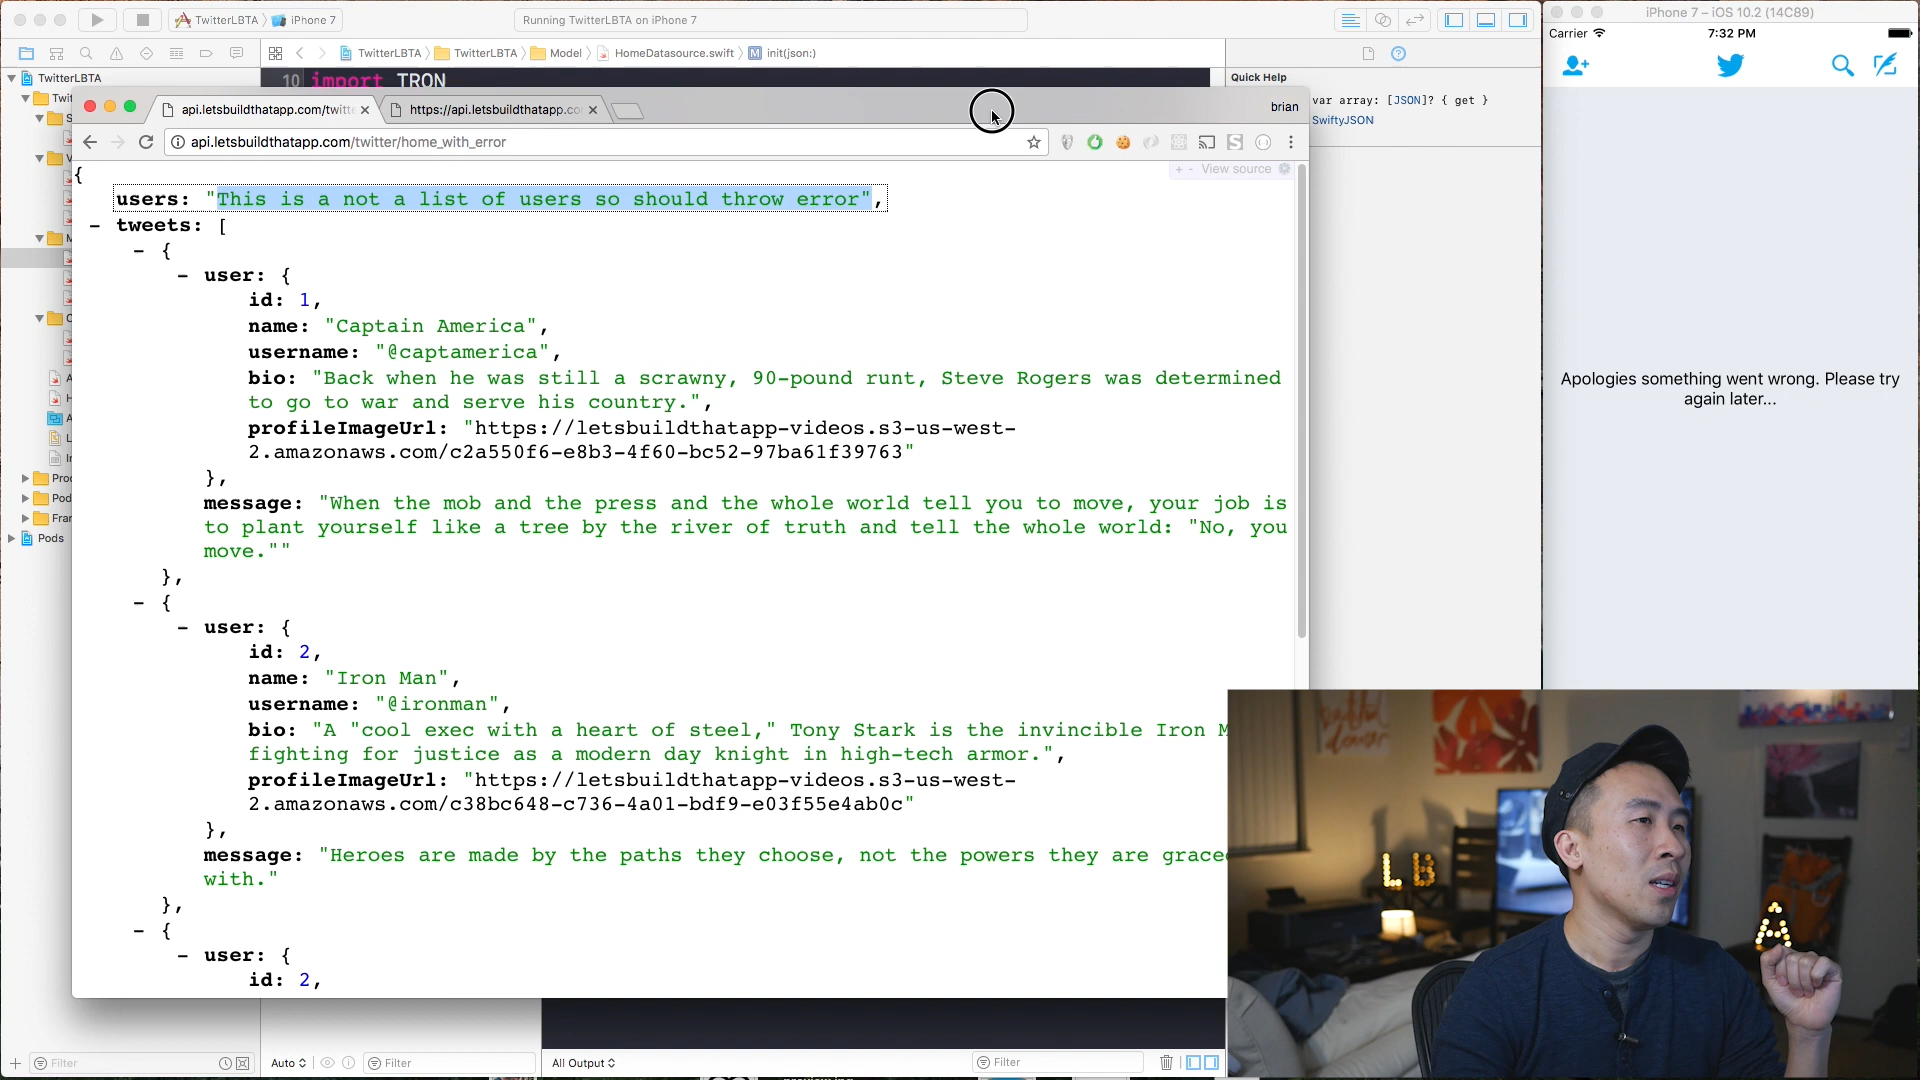 TwitterLBTA 〉 iPhone 7
Running TwitterLBTA on iPhone 7
iPhone 7 – iOS 10.2 (14C89)
Carrier
7:32 PM
TwitterLBTA 〉 TwitterLBTA 〉 Model 〉 HomeDatasource.swift 〉 M init(json:)
TwitterLBTA
10 import TRON
Quick Help
var array: [JSON]? { get }
SwiftyJSON
api.letsbuildthatapp.com/twitte
https://api.letsbuildthatapp.co
brian
api.letsbuildthatapp.com/twitter/home_with_error
+ - View source
{
users: "This is a not a list of users so should throw error",
- tweets: [
- {
- user: {
id: 1,
name: "Captain America",
username: "@captamerica",
bio: "Back when he was still a scrawny, 90-pound runt, Steve Rogers was determined
to go to war and serve his country.",
profileImageUrl: "https://letsbuildthatapp-videos.s3-us-west-
2.amazonaws.com/c2a550f6-e8b3-4f60-bc52-97ba61f39763"
},
message: "When the mob and the press and the whole world tell you to move, your job is
to plant yourself like a tree by the river of truth and tell the whole world: "No, you
move.""
},
- {
- user: {
id: 2,
name: "Iron Man",
username: "@ironman",
bio: "A "cool exec with a heart of steel," Tony Stark is the invincible Iron M
fighting for justice as a modern day knight in high-tech armor.",
profileImageUrl: "https://letsbuildthatapp-videos.s3-us-west-
2.amazonaws.com/c38bc648-c736-4a01-bdf9-e03f55e4ab0c"
},
message: "Heroes are made by the paths they choose, not the powers they are grace
with."
},
- {
- user: {
id: 2,
Apologies something went wrong. Please try
again later...
Twit
Proc
Pod
Frar
Pods
L B
A
Filter
Auto
Filter
All Output
Filter